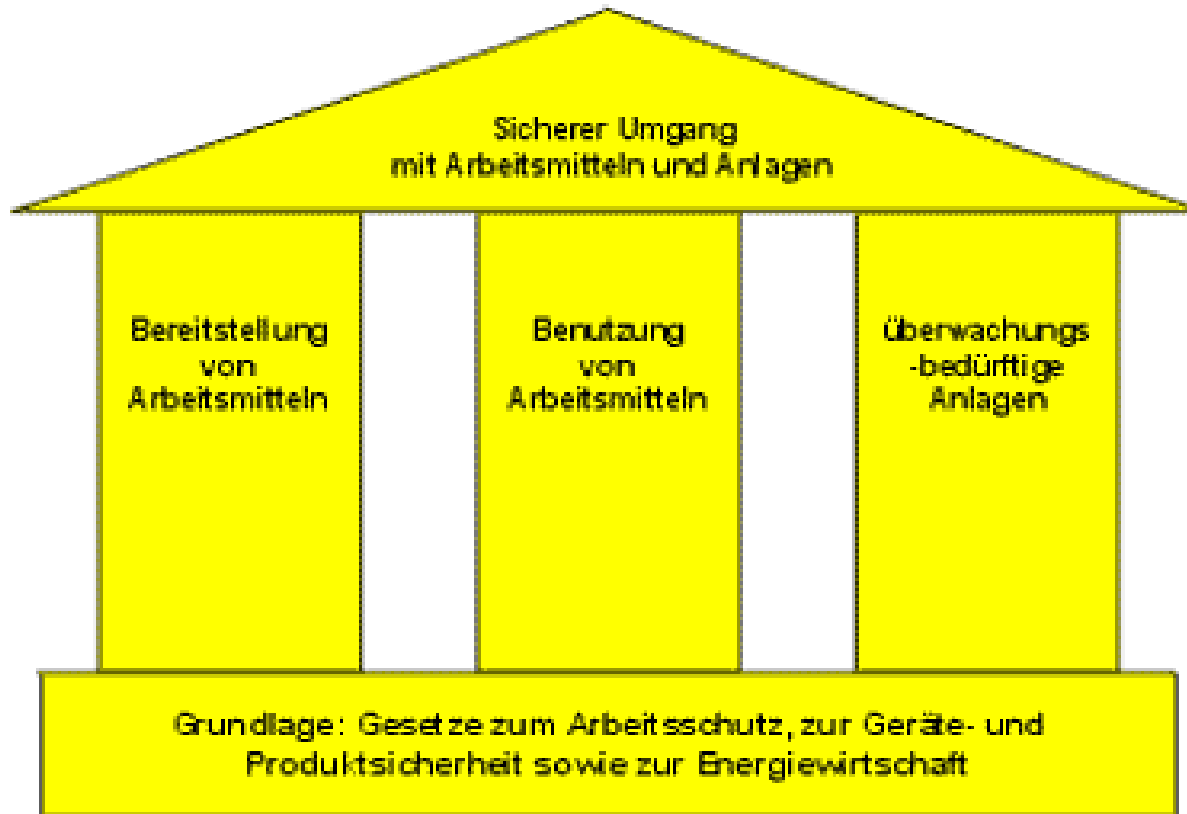 Sicherer Umgang
mit Arbeitsmitteln und Anlagen
Bereitstellung
von
Arbeitsmitteln
Benutzung
von
Arbeitsmitteln
überwachungs
-bedürftige
Anlagen
Grundlage: Gesetze zum Arbeitsschutz, zur Geräte- und
Produktsicherheit sowie zur Energiewirtschaft